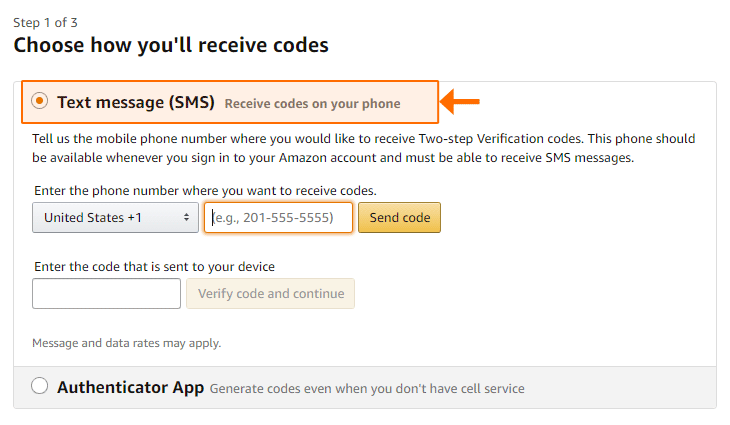 Step 1 of 3
Choose how you'll receive codes
Text message (SMS) Receive codes on your phone
Tell us the mobile phone number where you would like to receive Two-step Verification codes. This phone should
be available whenever you sign in to your Amazon account and must be able to receive SMS messages.
Enter the phone number where you want to receive codes.
United States +1 (e.g., 201-555-5555) Send code
Enter the code that is sent to your device
Verify code and continue
Message and data rates may apply.
Authenticator App Generate codes even when you don't have cell service